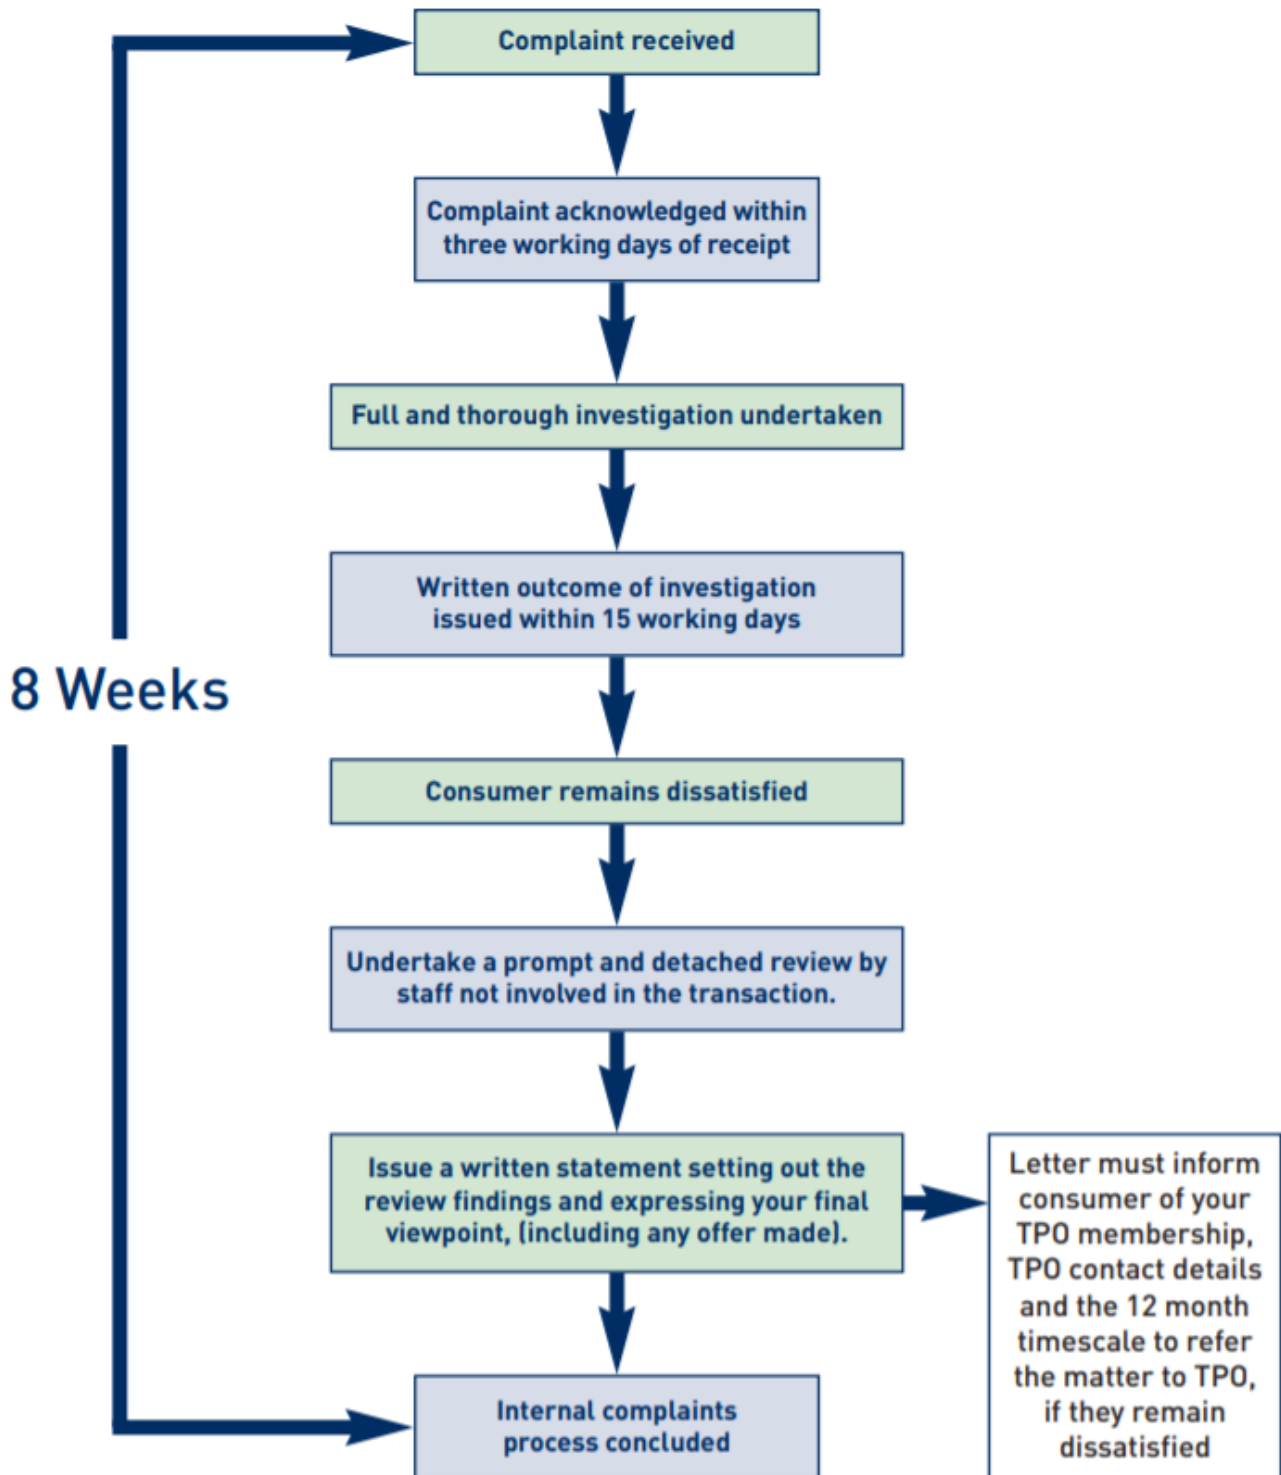 Complaint received
Complaint acknowledged within
three working days of receipt
Full and thorough investigation undertaken
Written outcome of investigation
issued within 15 working days
8 Weeks
Consumer remains dissatisfied
Undertake a prompt and detached review by
staff not involved in the transaction.
Issue a written statement setting out the
review findings and expressing your final
viewpoint, (including any offer made).
Letter must inform
consumer of your
TPO membership,
TPO contact details
and the 12 month
timescale to refer
the matter to TPO,
if they remain
dissatisfied
Internal complaints
process concluded